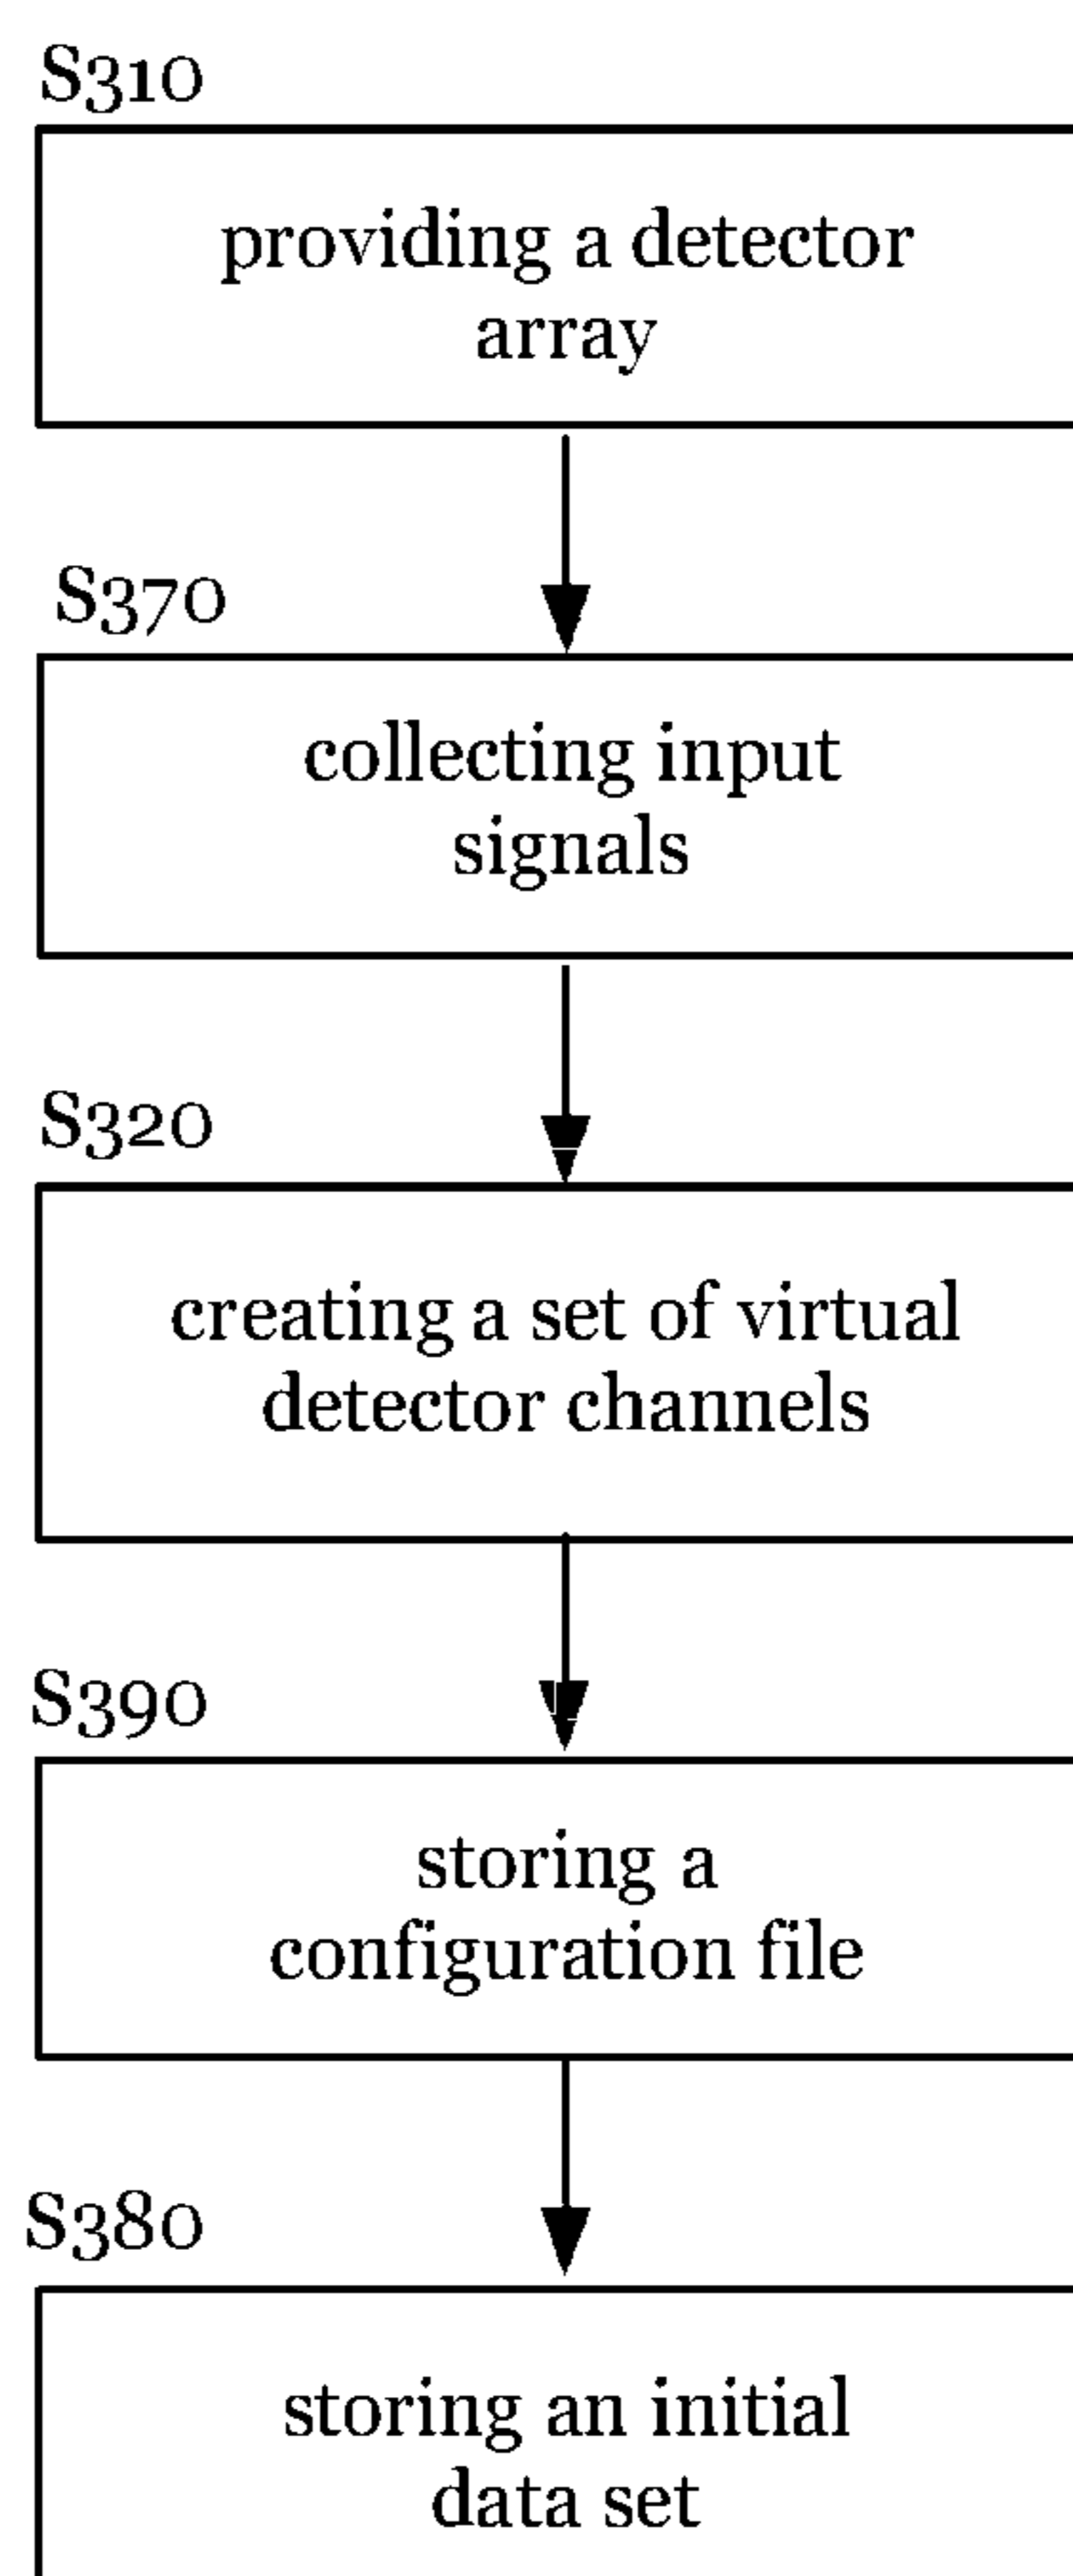 S310
providing a detector
array
S370
collecting input
signals
S320
creating a set of virtual
detector channels
S390
storing a
configuration file
S380
storing an initial
data set